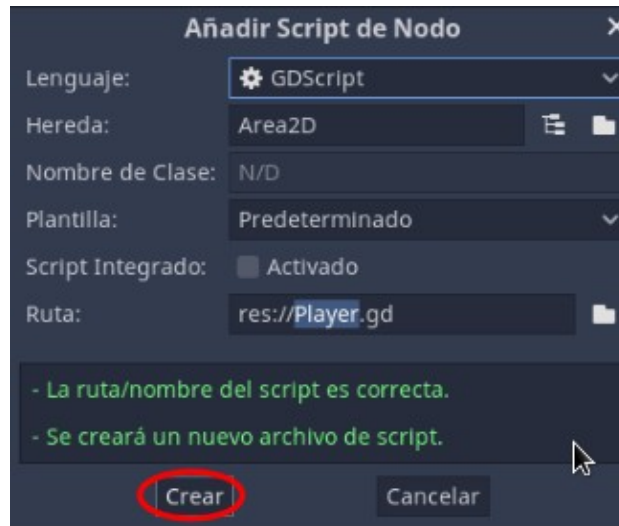 Añadir Script de Nodo
Lenguaje: GDScript
Hereda: Area2D
Nombre de Clase: N/D
Plantilla: Predeterminado
Script Integrado: Activado
Ruta: res://Player.gd
- La ruta/nombre del script es correcta.
- Se creará un nuevo archivo de script.
Crear Cancelar